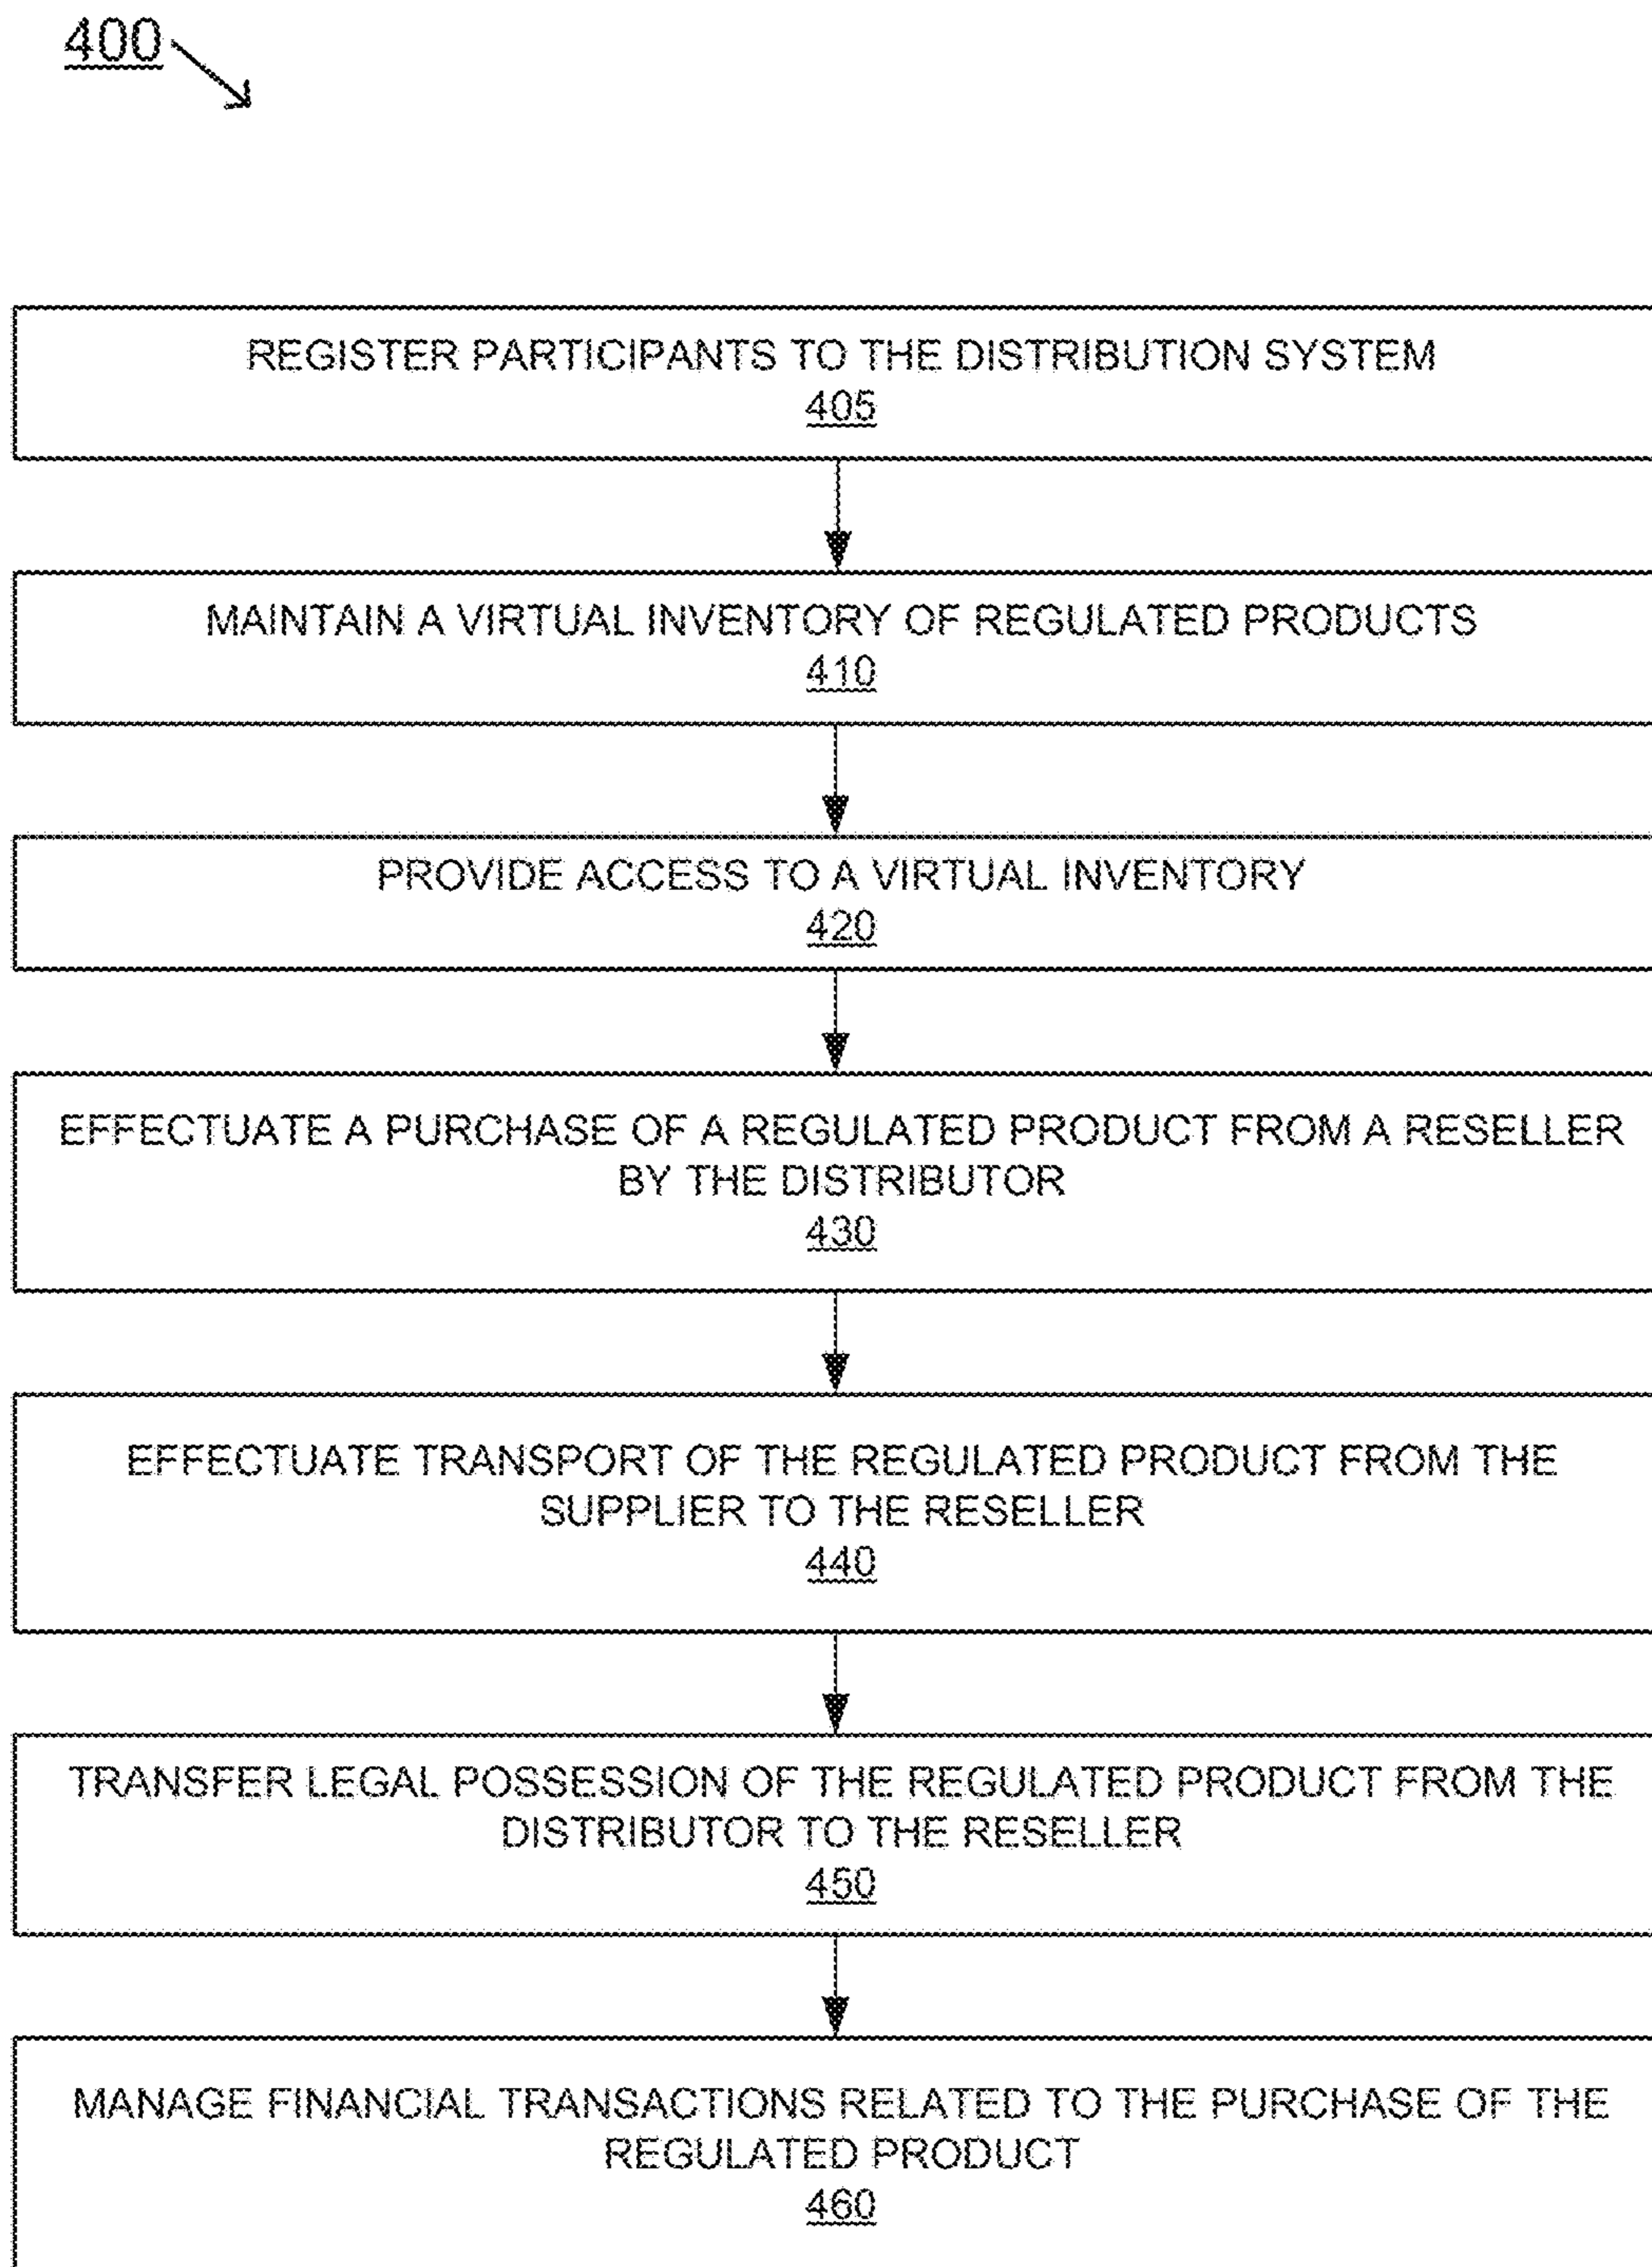 400
REGISTER PARTICIPANTS TO THE DISTRIBUTION SYSTEM
405
MAINTAIN A VIRTUAL INVENTORY OF REGULATED PRODUCTS
410
PROVIDE ACCESS TO A VIRTUAL INVENTORY
420
EFFECTUATE A PURCHASE OF A REGULATED PRODUCT FROM A RESELLER
BY THE DISTRIBUTOR
430
EFFECTUATE TRANSPORT OF THE REGULATED PRODUCT FROM THE
SUPPLIER TO THE RESELLER
440
TRANSFER LEGAL POSSESSION OF THE REGULATED PRODUCT FROM THE
DISTRIBUTOR TO THE RESELLER
450
MANAGE FINANCIAL TRANSACTIONS RELATED TO THE PURCHASE OF THE
REGULATED PRODUCT
460